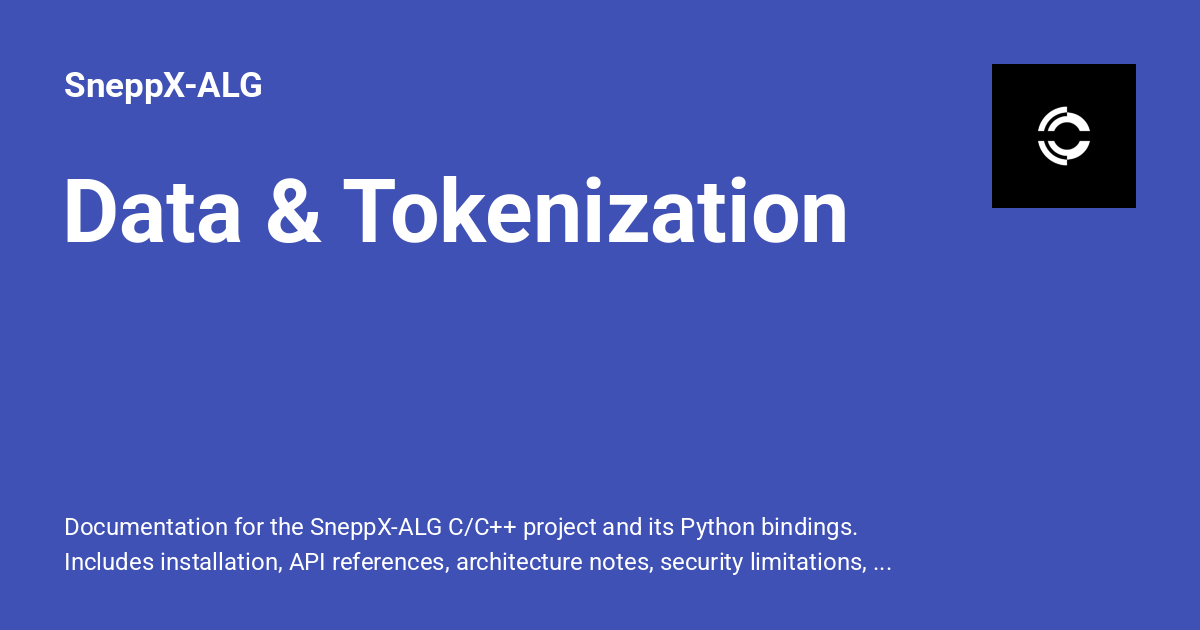 SneppX-ALG
Data & Tokenization
Documentation for the SneppX-ALG C/C++ project and its Python bindings.
Includes installation, API references, architecture notes, security limitations, ...